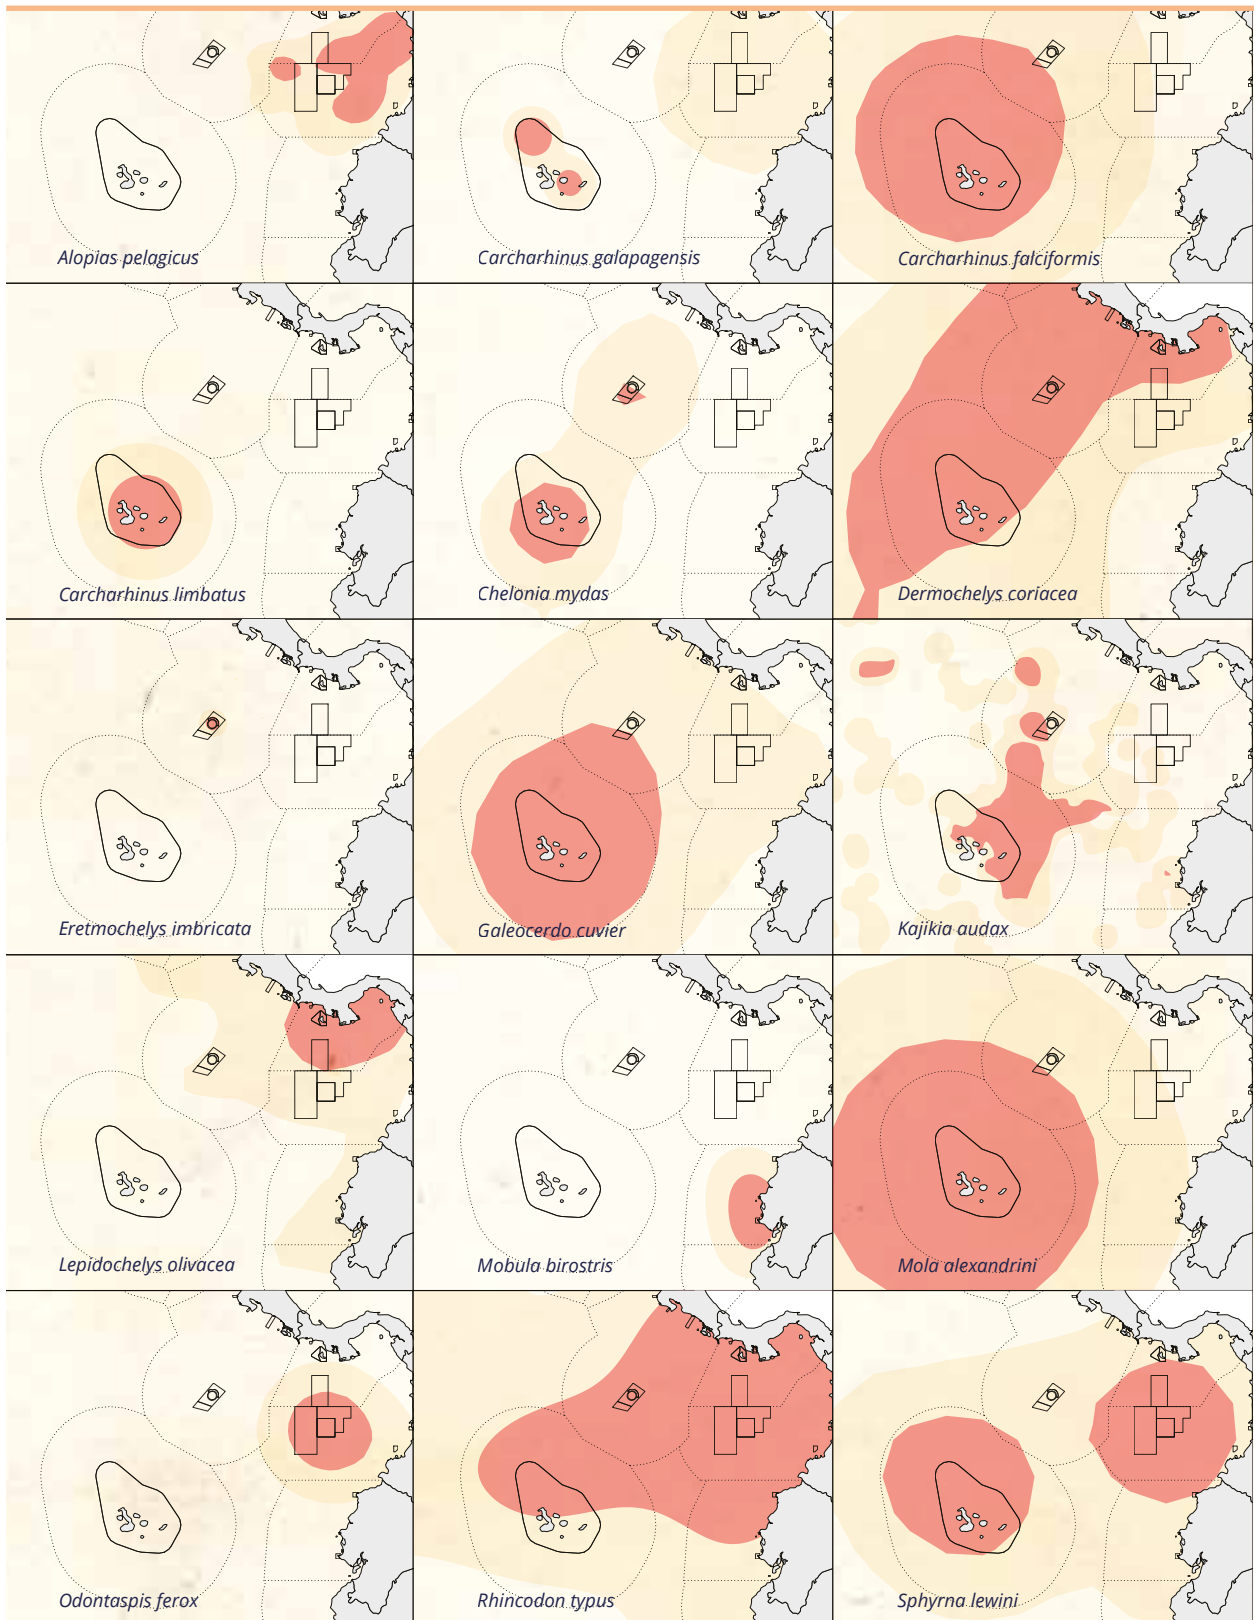 Alopias pelagicus
Carcharhinus galapagensis
Carcharhinus falciformis
Carcharhinus limbatus
Chelonia mydas
Dermochelys coriacea
Eretmochelys imbricata
Galeocerdo cuvier
Kajikia audax
Lepidochelys olivacea
Mobula birostris
Mola alexandrini
Odontaspis ferox
Rhincodon typus
Sphyrna lewini